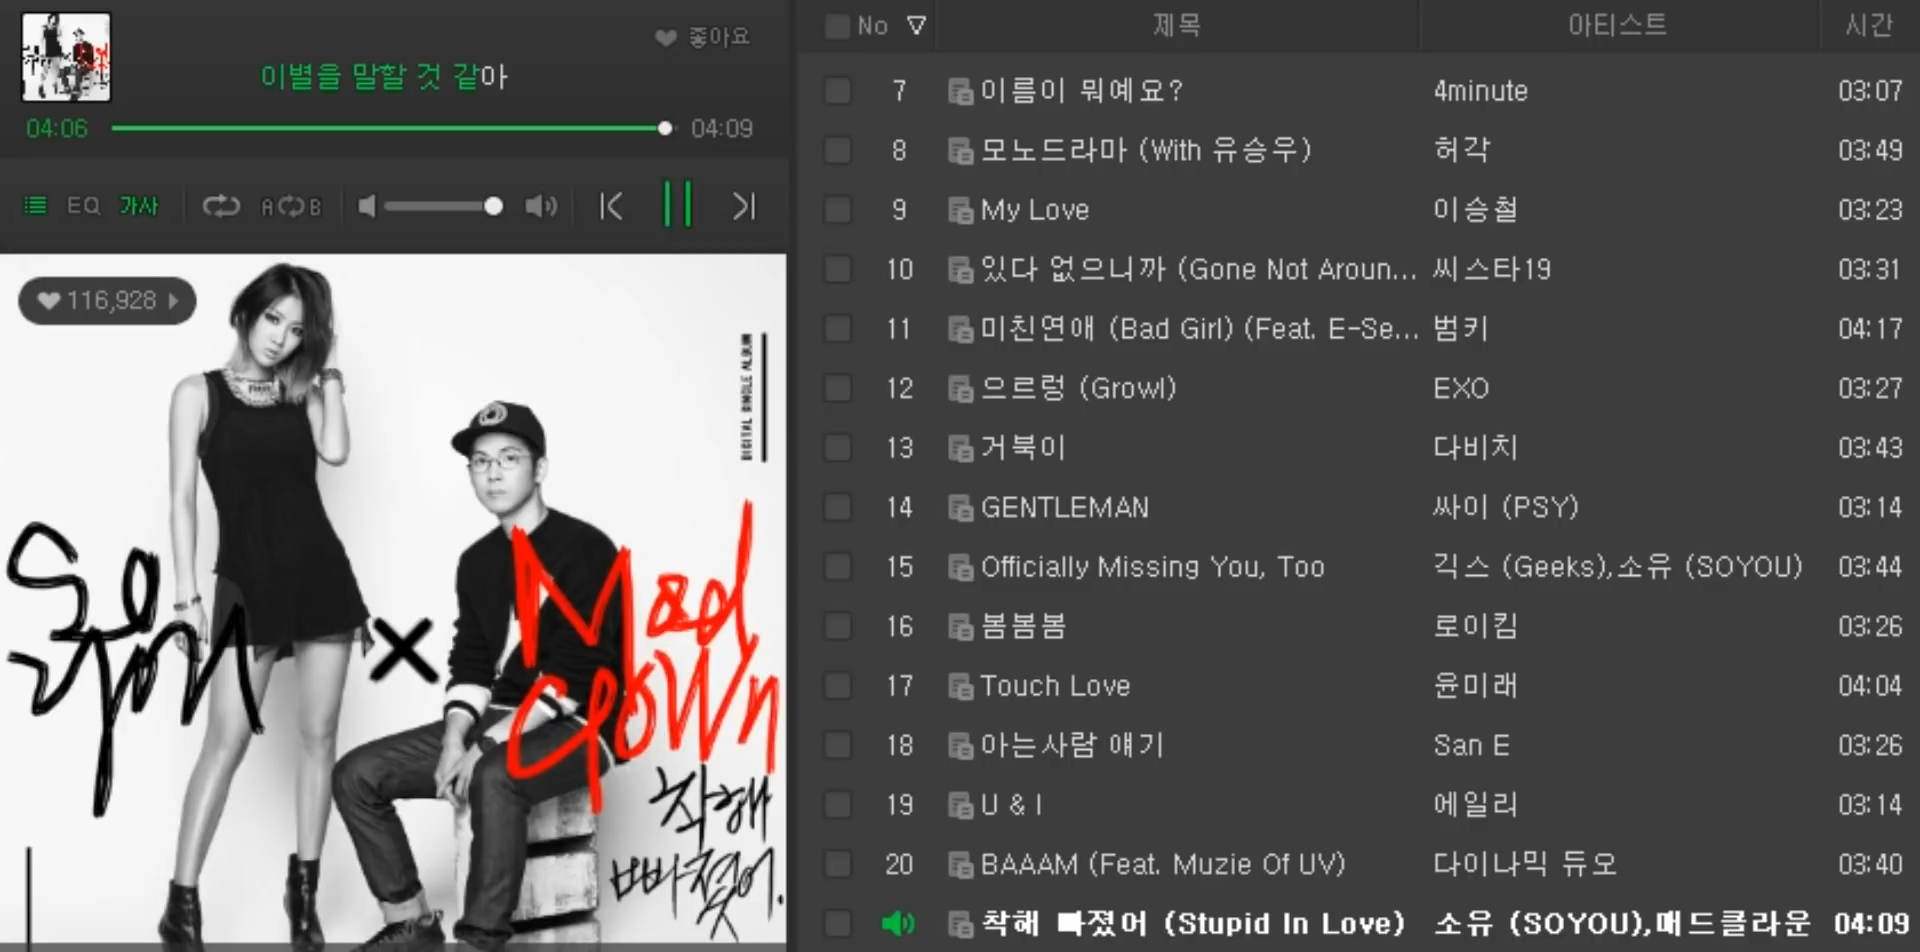 좋아요
이별을 말할 것 같아
04:06 04:09
EQ 가사 A B
116,928
DIGITAL SINGLE ALBUM
소유 × Mad Clown
착해 빠졌어.
No 제목 아티스트 시간
7 이름이 뭐예요? 4minute 03:07
8 모노드라마 (With 유승우) 허각 03:49
9 My Love 이승철 03:23
10 있다 없으니까 (Gone Not Aroun... 씨스타19 03:31
11 미친연애 (Bad Girl) (Feat. E-Se... 범키 04:17
12 으르렁 (Growl) EXO 03:27
13 거북이 다비치 03:43
14 GENTLEMAN 싸이 (PSY) 03:14
15 Officially Missing You, Too 긱스 (Geeks),소유 (SOYOU) 03:44
16 봄봄봄 로이킴 03:26
17 Touch Love 윤미래 04:04
18 아는사람 얘기 San E 03:26
19 U & I 에일리 03:14
20 BAAAM (Feat. Muzie Of UV) 다이나믹 듀오 03:40
착해 빠졌어 (Stupid In Love) 소유 (SOYOU),매드클라운 04:09